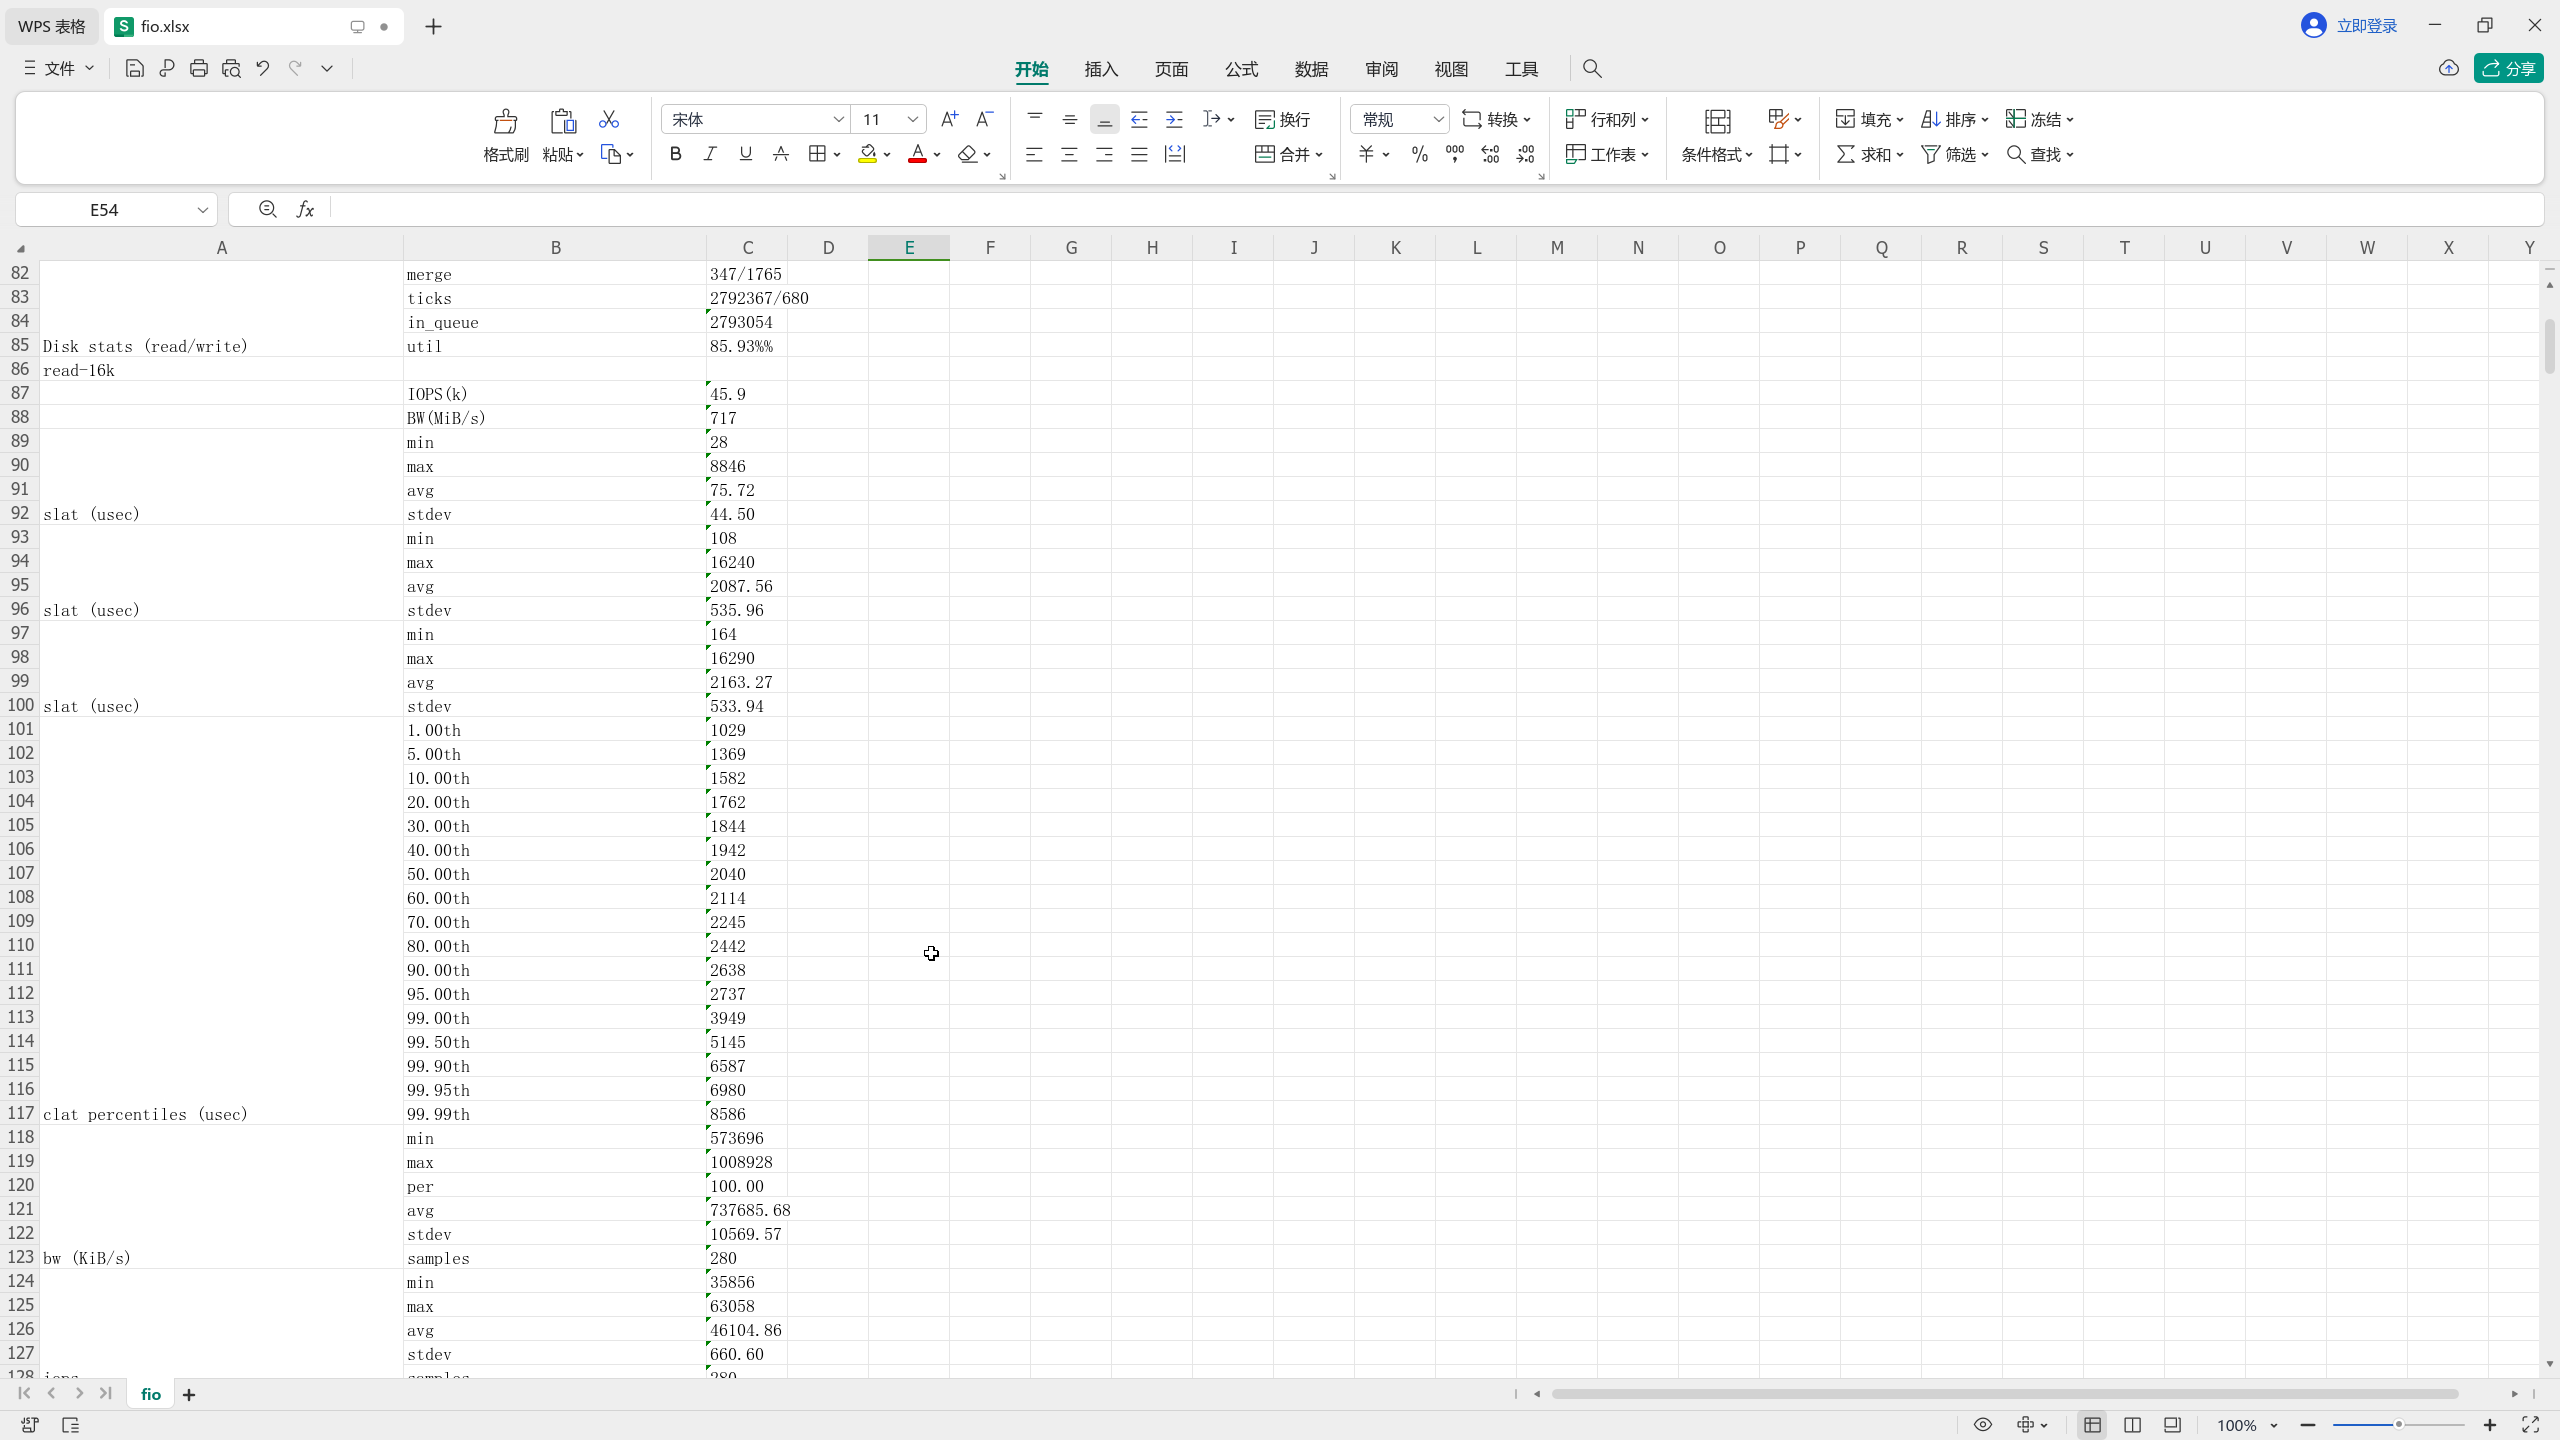 WPS 表格
fio.xlsx
立即登录
文件
开始 插入 页面 公式 数据 审阅 视图 工具
分享
格式刷 粘贴
宋体 11
换行
合并
常规
转换
行和列
工作表
条件格式
填充 排序 冻结
求和 筛选 查找
E54
A B C D E F G H I J K L M N O P Q R S T U V W X Y
82 merge 347/1765
83 ticks 2792367/680
84 in_queue 2793054
85 Disk stats (read/write) util 85.93%%
86 read-16k
87 IOPS(k) 45.9
88 BW(MiB/s) 717
89 min 28
90 max 8846
91 avg 75.72
92 slat (usec) stdev 44.50
93 min 108
94 max 16240
95 avg 2087.56
96 slat (usec) stdev 535.96
97 min 164
98 max 16290
99 avg 2163.27
100 slat (usec) stdev 533.94
101 1.00th 1029
102 5.00th 1369
103 10.00th 1582
104 20.00th 1762
105 30.00th 1844
106 40.00th 1942
107 50.00th 2040
108 60.00th 2114
109 70.00th 2245
110 80.00th 2442
111 90.00th 2638
112 95.00th 2737
113 99.00th 3949
114 99.50th 5145
115 99.90th 6587
116 99.95th 6980
117 clat percentiles (usec) 99.99th 8586
118 min 573696
119 max 1008928
120 per 100.00
121 avg 737685.68
122 stdev 10569.57
123 bw (KiB/s) samples 280
124 min 35856
125 max 63058
126 avg 46104.86
127 stdev 660.60
128 iops samples 280
fio
100%